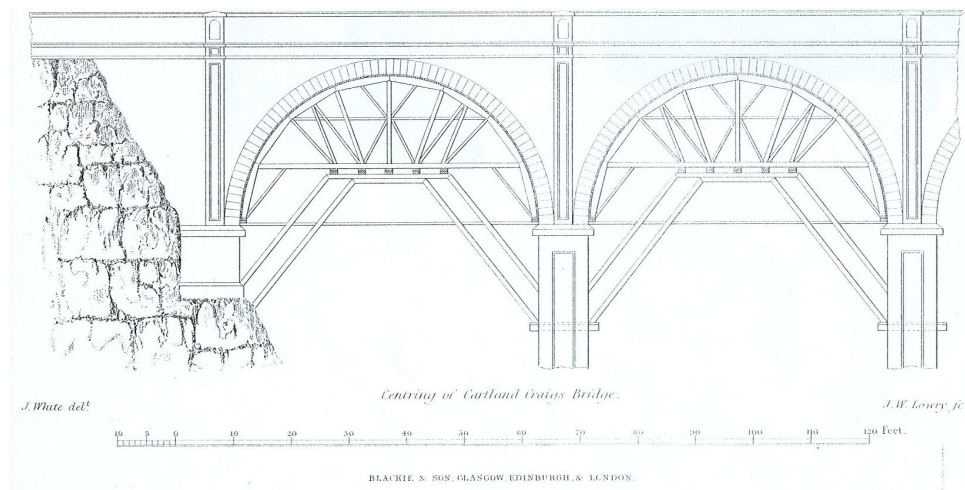 Centring of Cartland Craigs Bridge.
J. White delt.
J. W. Lowry
10 5 0 10 20 30 40 50 60 70 80 90 100 110 120 Feet.
BLACKIE & SON, GLASGOW, EDINBURGH, & LONDON.